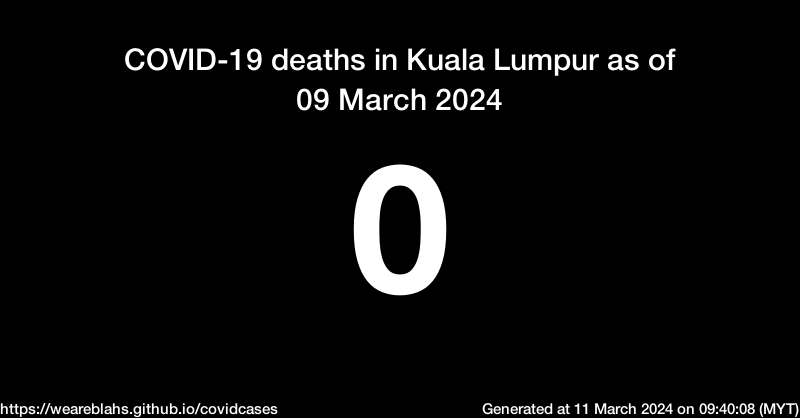 COVID-19 deaths in Kuala Lumpur as of
09 March 2024
0
https://weareblahs.github.io/covidcases
Generated at 11 March 2024 on 09:40:08 (MYT)